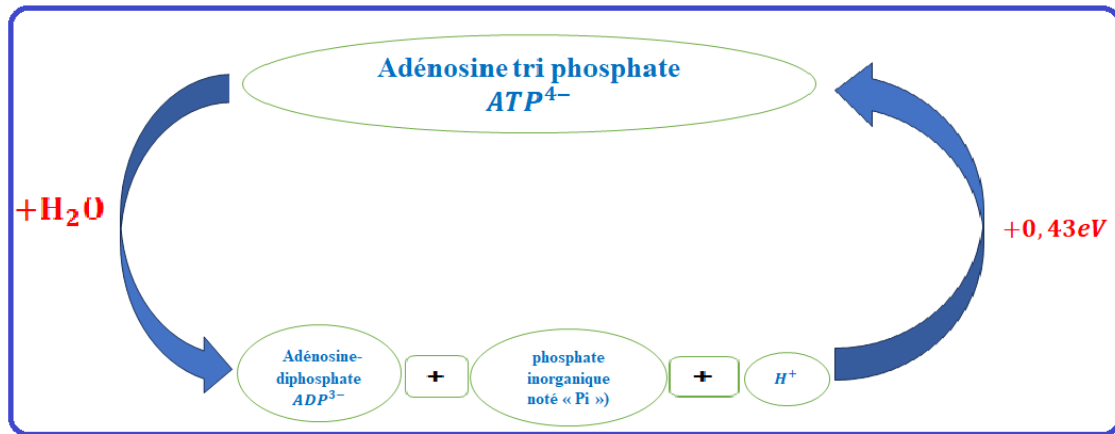 Adénosine tri phosphate
ATP⁴⁻
+H₂O
+0,43eV
Adénosine-
diphosphate
ADP³⁻
+
phosphate
inorganique
noté « Pi »)
+
H⁺